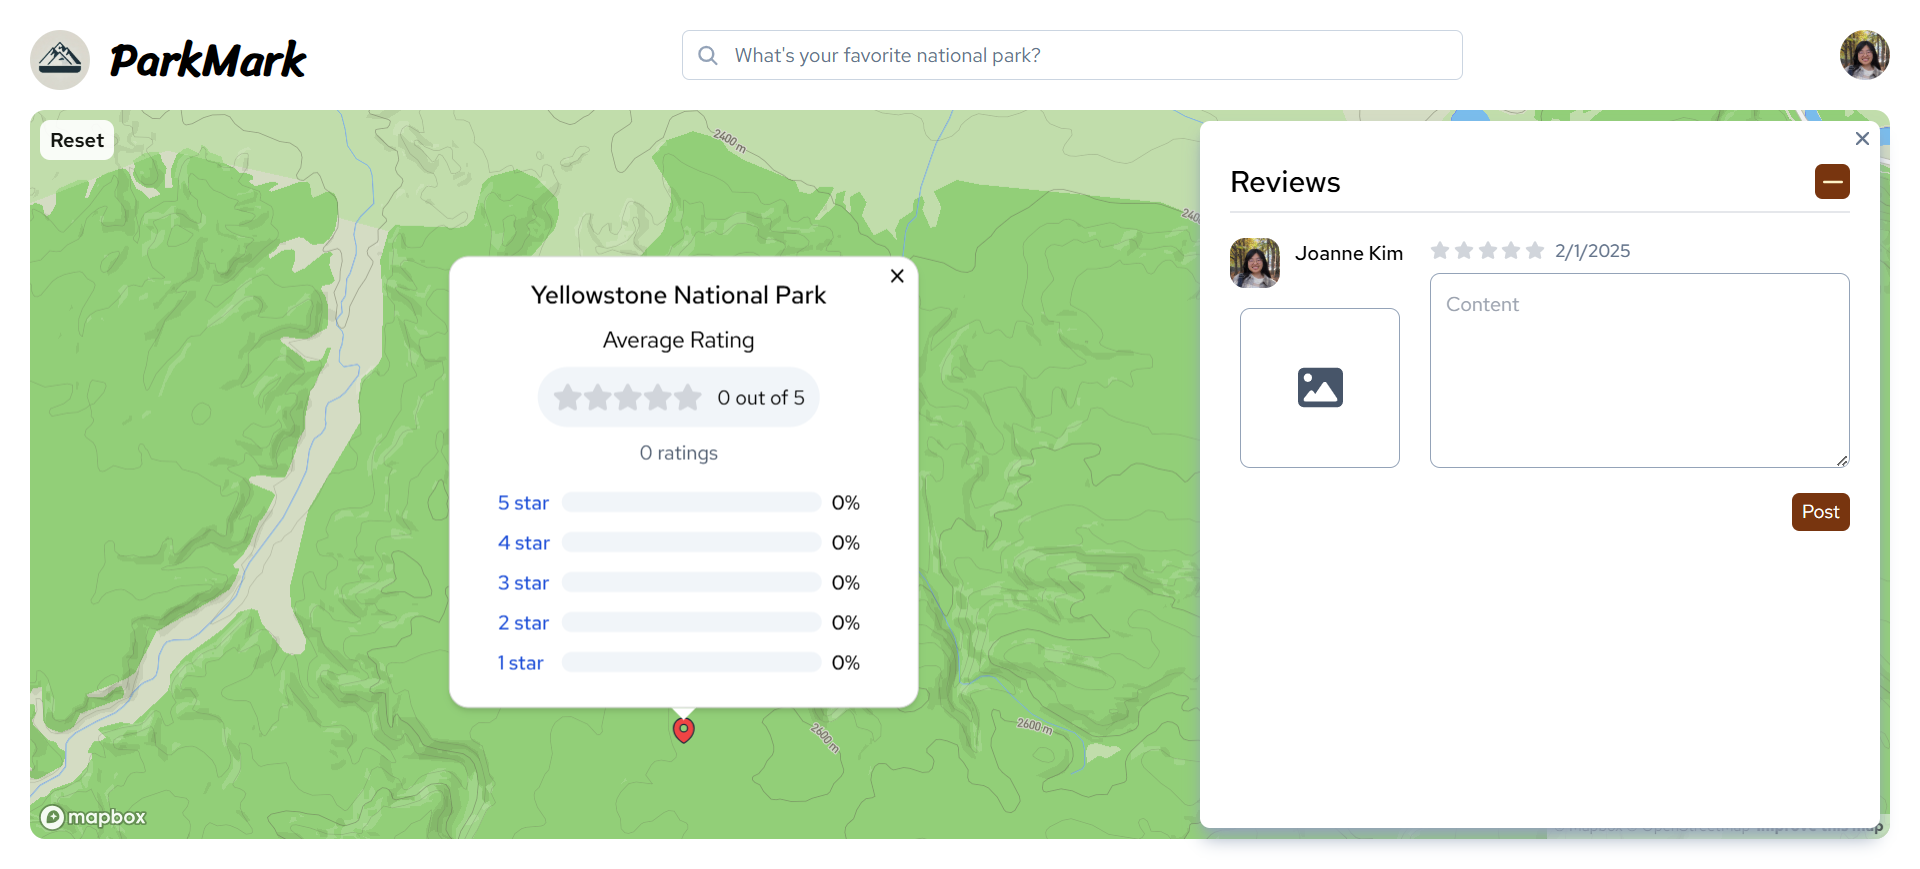 ParkMark
What's your favorite national park?
Reset
2400 m
Yellowstone National Park
Average Rating
0 out of 5
0 ratings
5 star 0%
4 star 0%
3 star 0%
2 star 0%
1 star 0%
2600 m
2600 m
mapbox
Reviews
Joanne Kim 2/1/2025
Content
Post